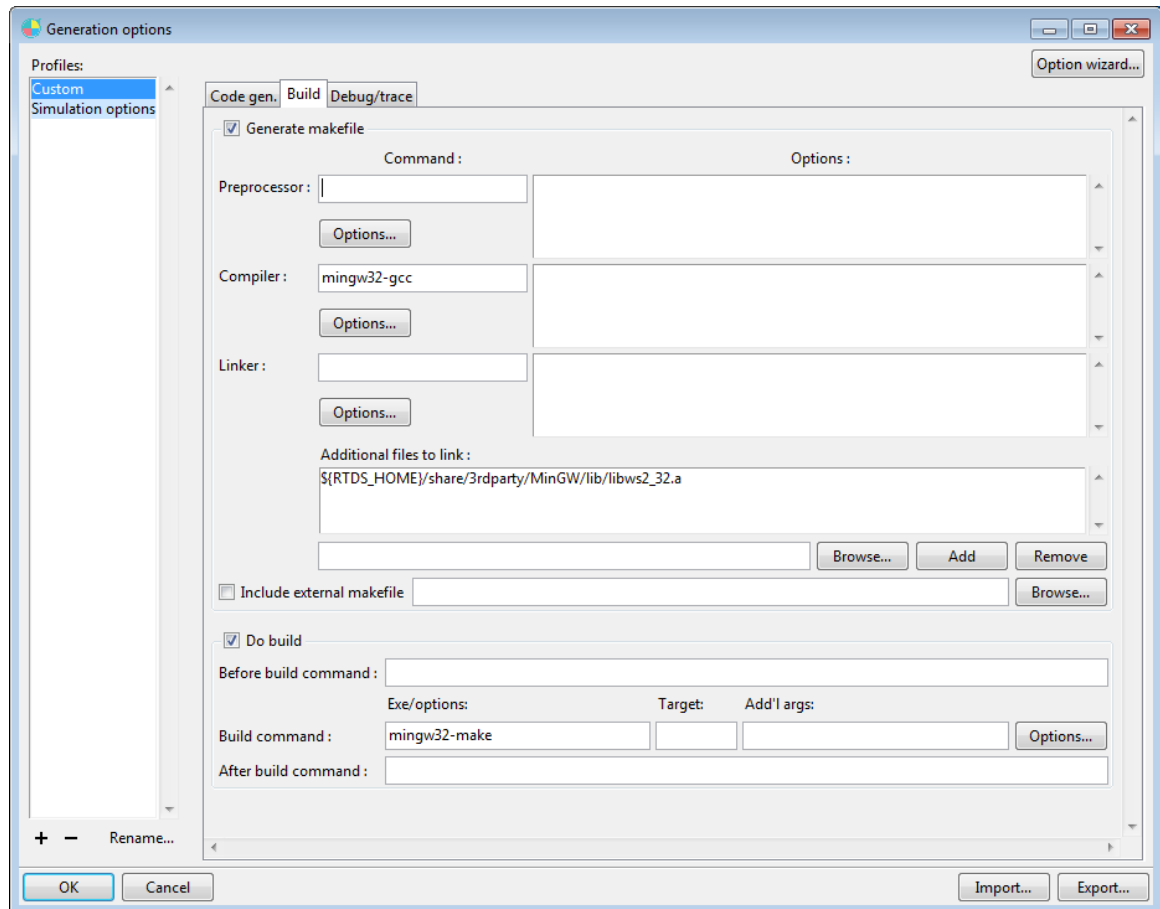 Generation options
Profiles:
Option wizard...
Custom
Simulation options
Code gen. Build Debug/trace
Generate makefile
Command : Options :
Preprocessor :
Options...
Compiler : mingw32-gcc
Options...
Linker :
Options...
Additional files to link :
${RTDS_HOME}/share/3rdparty/MinGW/lib/libws2_32.a
Browse... Add Remove
Include external makefile Browse...
Do build
Before build command :
Exe/options: Target: Add'l args:
Build command : mingw32-make Options...
After build command :
+ − Rename...
OK Cancel Import... Export...